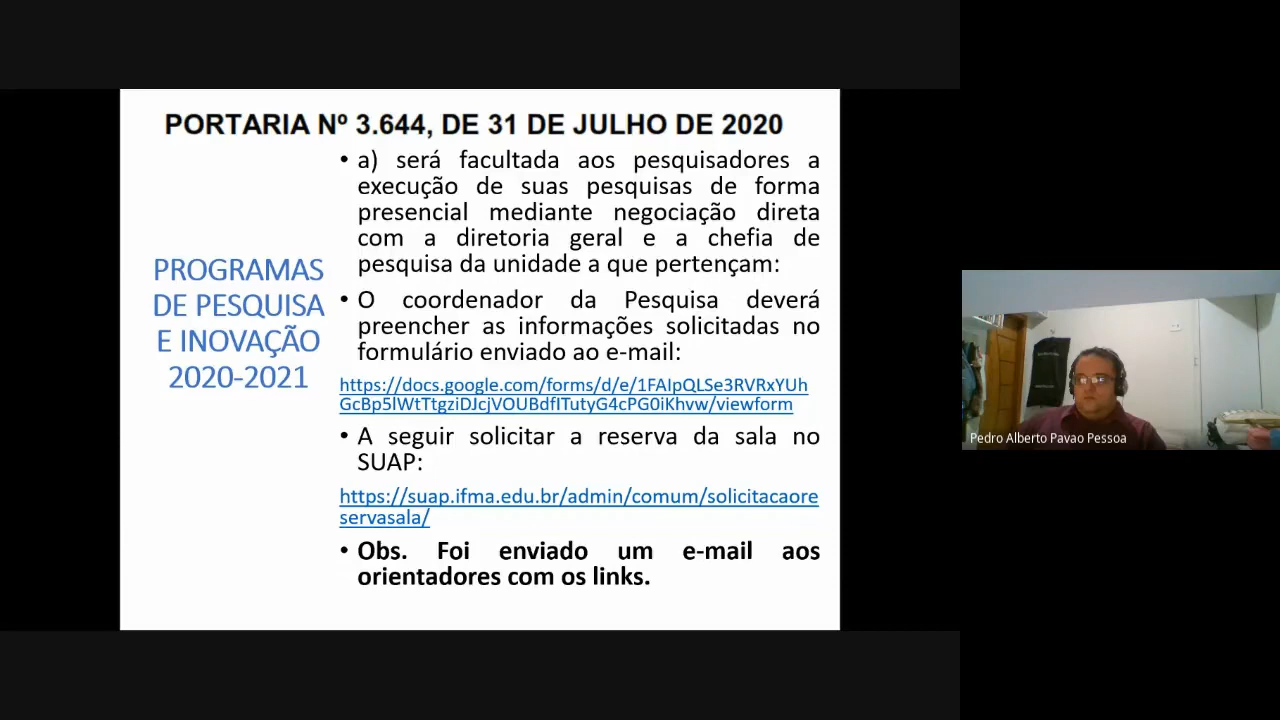 PORTARIA Nº 3.644, DE 31 DE JULHO DE 2020
PROGRAMAS
DE PESQUISA
E INOVAÇÃO
2020-2021
• a) será facultada aos pesquisadores a
execução de suas pesquisas de forma
presencial mediante negociação direta
com a diretoria geral e a chefia de
pesquisa da unidade a que pertençam:
• O coordenador da Pesquisa deverá
preencher as informações solicitadas no
formulário enviado ao e-mail:
https://docs.google.com/forms/d/e/1FAIpQLSe3RVRxYUh
GcBp5lWtTtgziDJcjVOUBdfITutyG4cPG0iKhvw/viewform
• A seguir solicitar a reserva da sala no
SUAP:
https://suap.ifma.edu.br/admin/comum/solicitacaore
servasala/
• Obs. Foi enviado um e-mail aos
orientadores com os links.
Pedro Alberto Pavao Pessoa